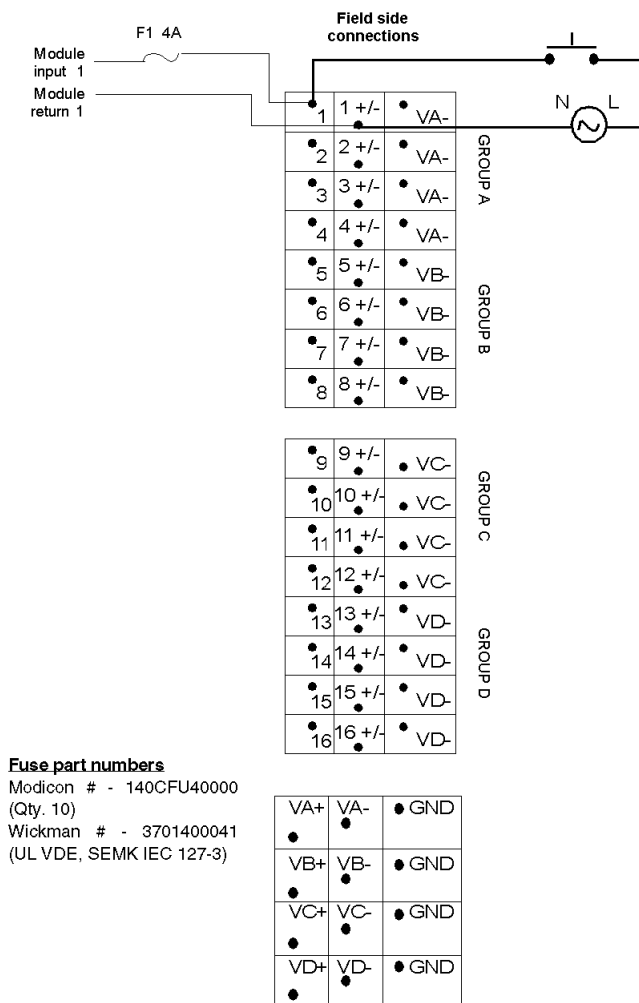 Field side
connections
F1 4A
Module
input 1
Module
return 1
N L
1 1 +/- VA-
2 2 +/- VA-
3 3 +/- VA-
4 4 +/- VA-
GROUP A
5 5 +/- VB-
6 6 +/- VB-
7 7 +/- VB-
8 8 +/- VB-
GROUP B
9 9 +/- VC-
10 10 +/- VC-
11 11 +/- VC-
12 12 +/- VC-
GROUP C
13 13 +/- VD-
14 14 +/- VD-
15 15 +/- VD-
16 16 +/- VD-
GROUP D
Fuse part numbers
Modicon # - 140CFU40000
(Qty. 10)
Wickman # - 3701400041
(UL VDE, SEMK IEC 127-3)
VA+ VA- GND
VB+ VB- GND
VC+ VC- GND
VD+ VD- GND